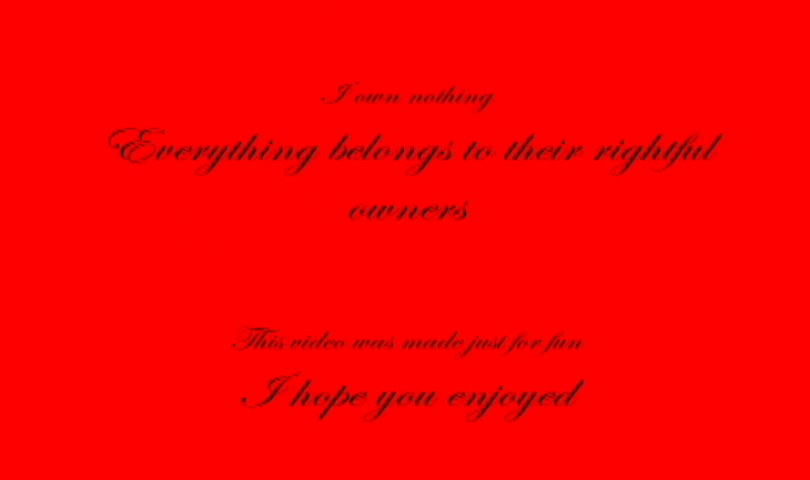 I own nothing
Everything belongs to their rightful
owners
This video was made just for fun
I hope you enjoyed